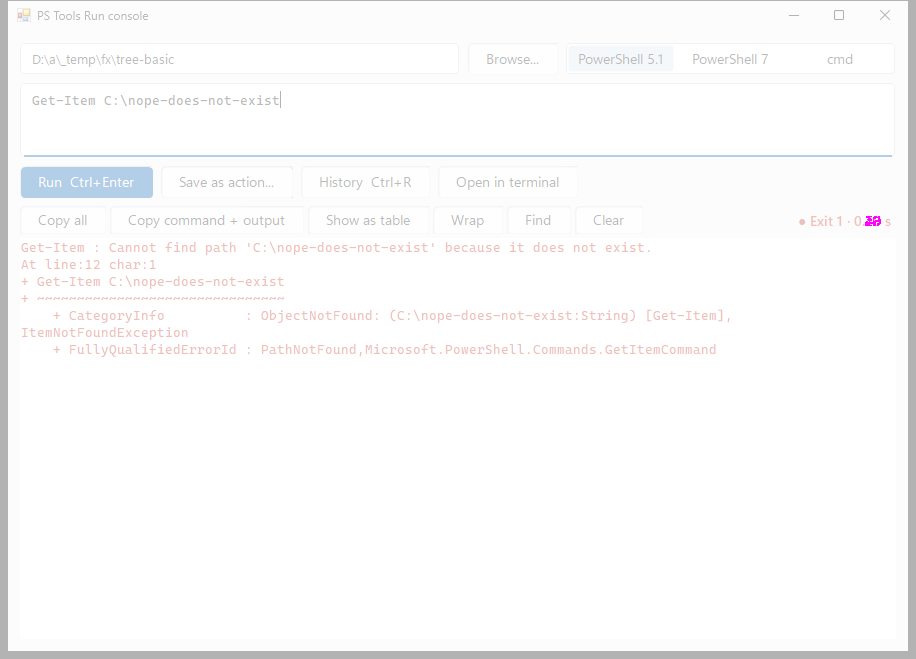 PS Tools Run console
D:\a\_temp\fx\tree-basic
Browse...
PowerShell 5.1
PowerShell 7
cmd
Get-Item C:\nope-does-not-exist
Run Ctrl+Enter
Save as action...
History Ctrl+R
Open in terminal
Copy all
Copy command + output
Show as table
Wrap
Find
Clear
● Exit 1 · 0 s
Get-Item : Cannot find path 'C:\nope-does-not-exist' because it does not exist.
At line:12 char:1
+ Get-Item C:\nope-does-not-exist
+ ~~~~~~~~~~~~~~~~~~~~~~~~~~~~~~~
    + CategoryInfo          : ObjectNotFound: (C:\nope-does-not-exist:String) [Get-Item],
ItemNotFoundException
    + FullyQualifiedErrorId : PathNotFound,Microsoft.PowerShell.Commands.GetItemCommand